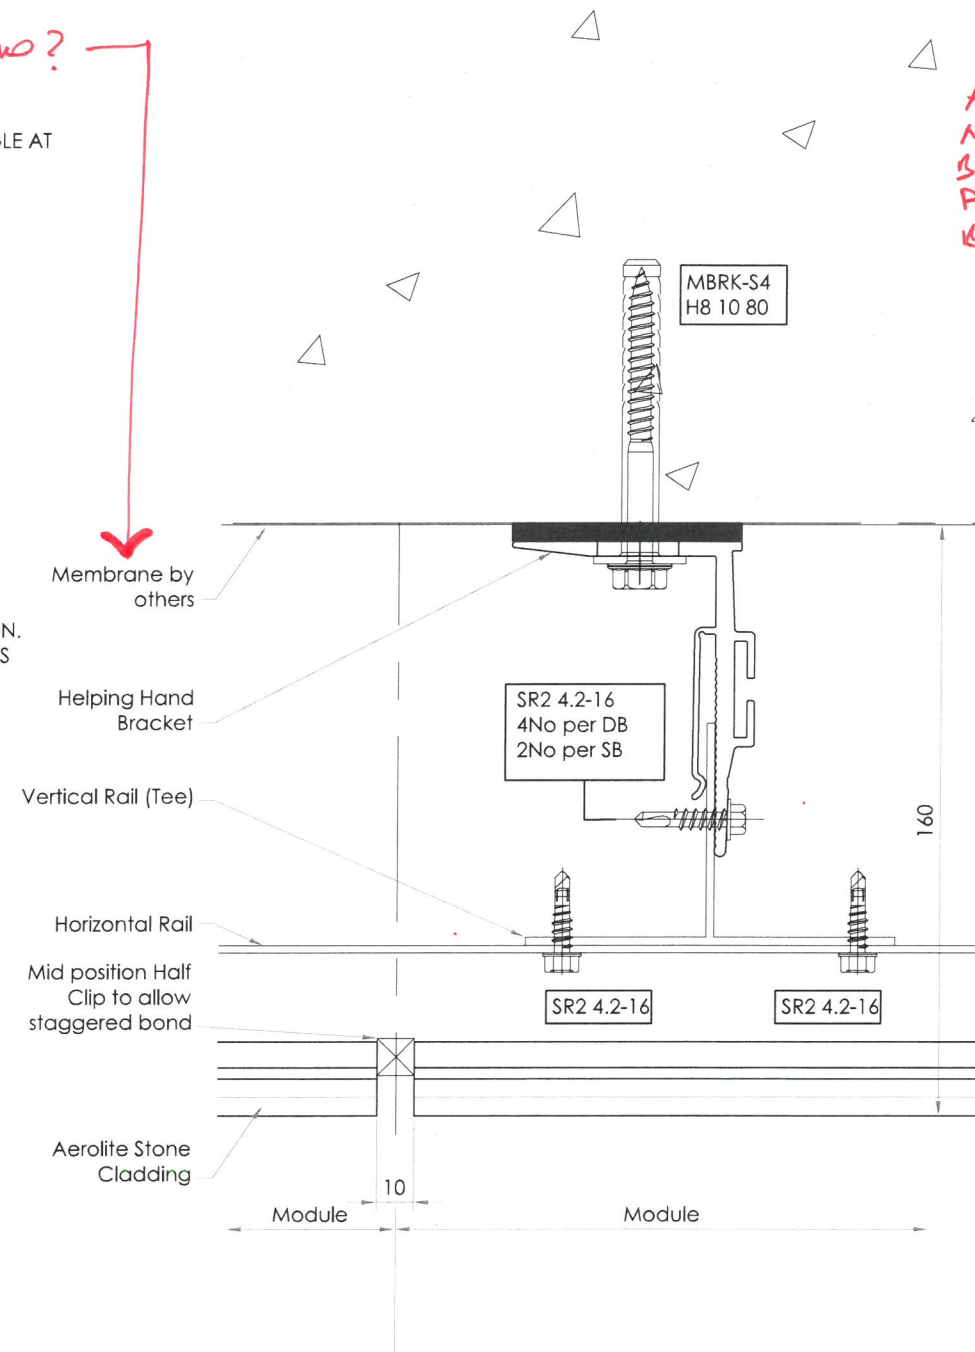 LE AT
MBRK-S4
H8 10 80
Membrane by
others
N.
S
Helping Hand
Bracket
SR2 4.2-16
4No per DB
2No per SB
Vertical Rail (Tee)
160
Horizontal Rail
Mid position Half
Clip to allow
staggered bond
SR2 4.2-16
SR2 4.2-16
Aerolite Stone
Cladding
10
Module
Module